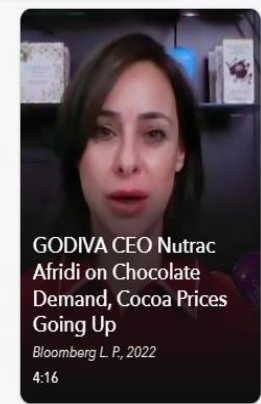 GODIVA CEO Nutrac
Afridi on Chocolate
Demand, Cocoa Prices
Going Up
Bloomberg L. P., 2022
4:16